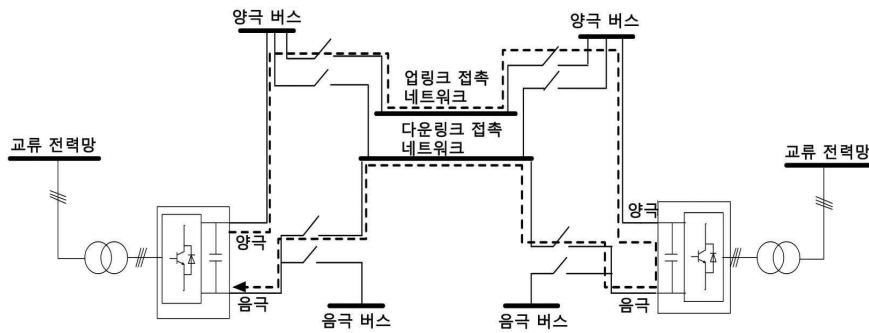 양극 버스
양극 버스
업링크 접촉
네트워크
다운링크 접촉
네트워크
교류 전력망
교류 전력망
양극
양극
음극
음극
음극 버스
음극 버스